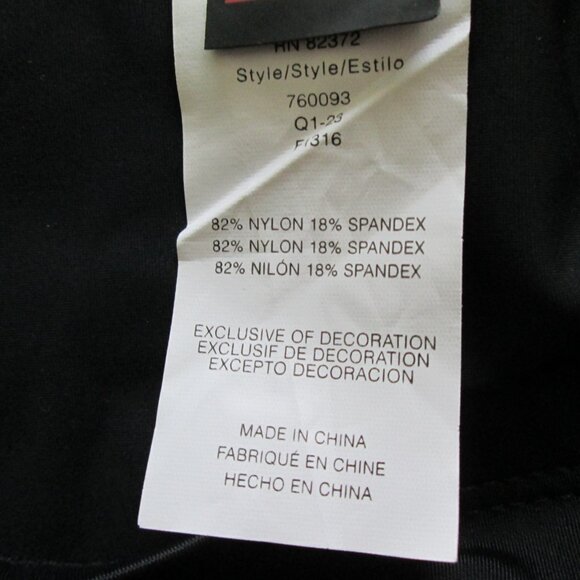 RN 82372
Style/Style/Estilo
760093
Q1-23
F/316
82% NYLON 18% SPANDEX
82% NYLON 18% SPANDEX
82% NILÓN 18% SPANDEX
EXCLUSIVE OF DECORATION
EXCLUSIF DE DECORATION
EXCEPTO DECORACION
MADE IN CHINA
FABRIQUÉ EN CHINE
HECHO EN CHINA